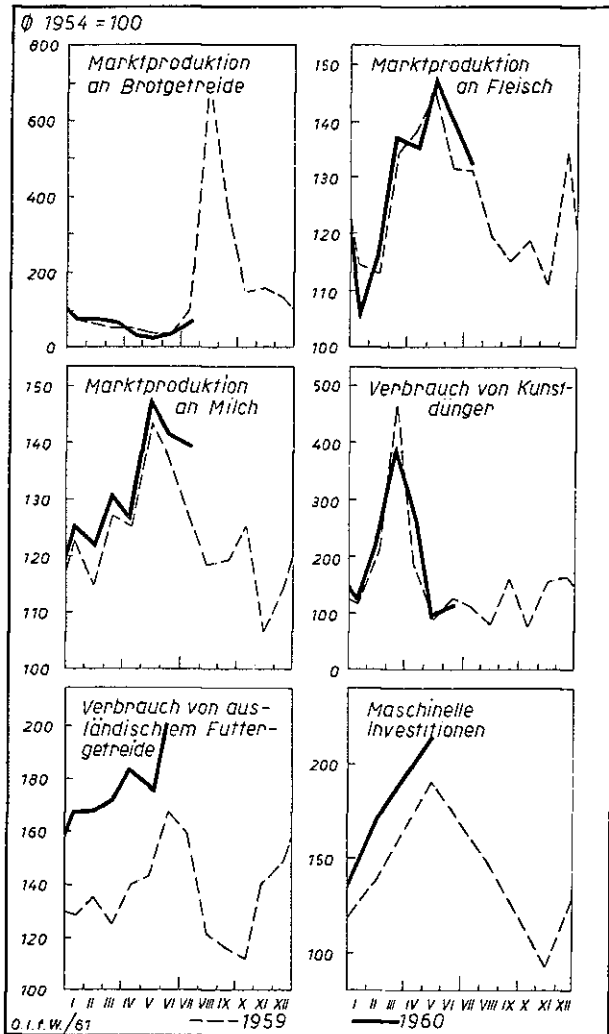 Φ 1954 = 100
Marktproduktion
an Brotgetreide
800
600
400
200
0
Marktproduktion
an Fleisch
150
140
130
120
110
100
Marktproduktion
an Milch
150
140
130
120
110
100
Verbrauch von Kunst-
dünger
500
400
300
200
100
0
Verbrauch von aus-
ländischem Futter-
getreide
200
180
160
130
120
100
Maschinelle
Investitionen
200
150
100
I II III IV V VI VII VIII IX X XI XII
I II III IV V VI VII VIII IX X XI XII
Ö.I.f.W./61
1959
1960